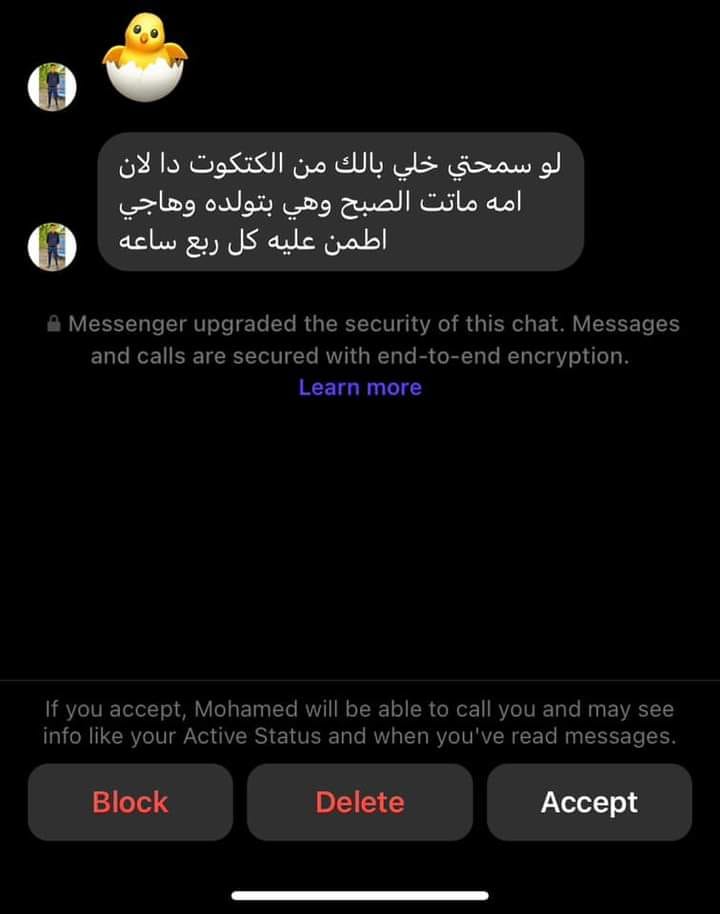 لو سمحتي خلي بالك من الكتكوت دا لان
امه ماتت الصبح وهي بتولده وهاجي
اطمن عليه كل ربع ساعه
Messenger upgraded the security of this chat. Messages
and calls are secured with end-to-end encryption.
Learn more
If you accept, Mohamed will be able to call you and may see
info like your Active Status and when you've read messages.
Block
Delete
Accept